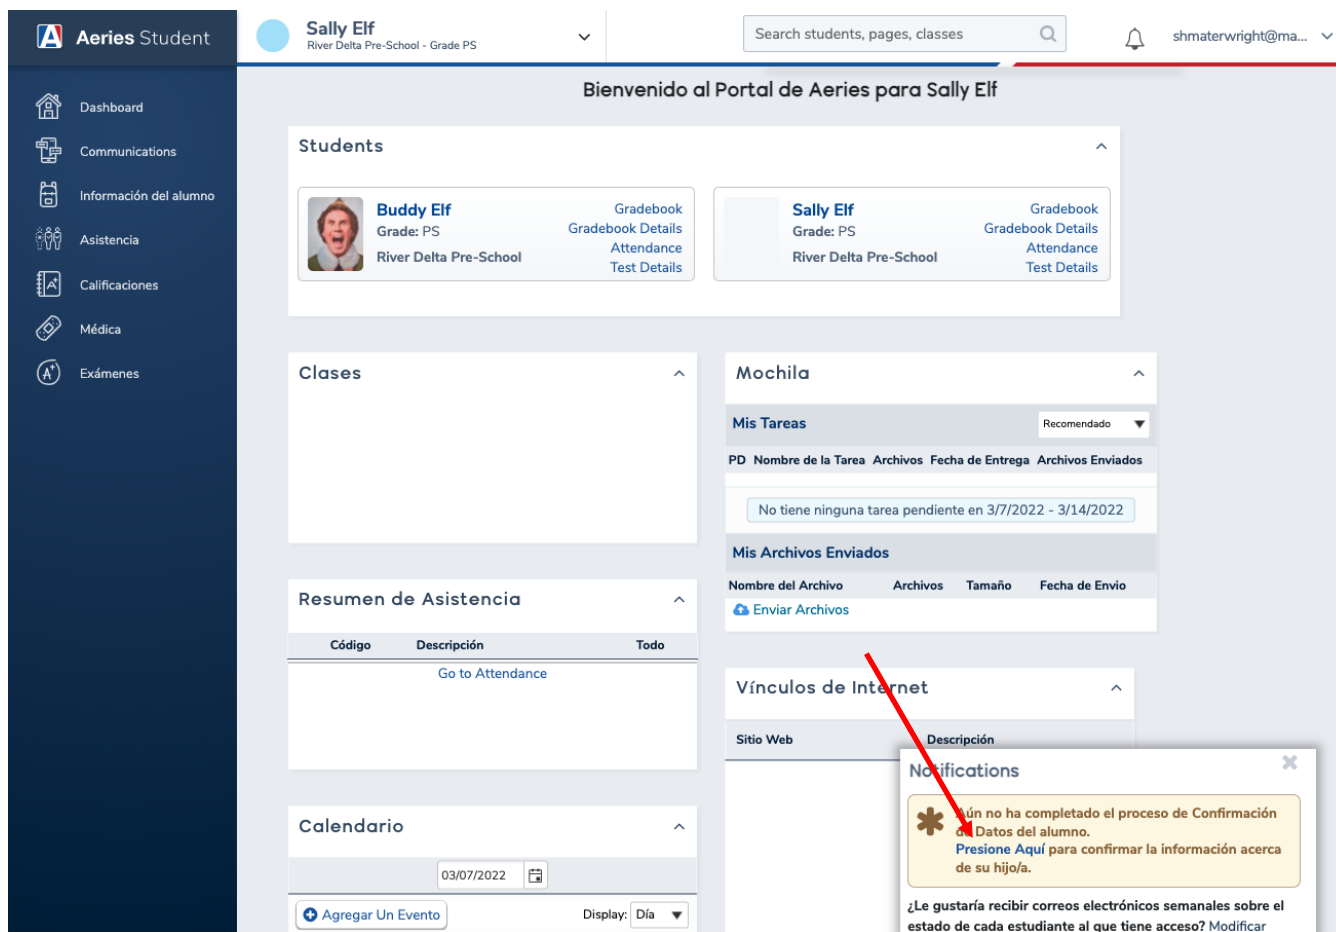 Aeries Student
Sally Elf
River Delta Pre-School - Grade PS
Search students, pages, classes
shmaterwright@ma...
Dashboard
Communications
Información del alumno
Asistencia
Calificaciones
Médica
Exámenes
Bienvenido al Portal de Aeries para Sally Elf
Students
Buddy Elf
Grade: PS
River Delta Pre-School
Gradebook
Gradebook Details
Attendance
Test Details
Sally Elf
Grade: PS
River Delta Pre-School
Gradebook
Gradebook Details
Attendance
Test Details
Clases
Mochila
Mis Tareas
Recomendado
PD Nombre de la Tarea Archivos Fecha de Entrega Archivos Enviados
No tiene ninguna tarea pendiente en 3/7/2022 - 3/14/2022
Mis Archivos Enviados
Nombre del Archivo Archivos Tamaño Fecha de Envio
Enviar Archivos
Resumen de Asistencia
Código Descripción Todo
Go to Attendance
Vínculos de Internet
Sitio Web Descripción
Calendario
03/07/2022
Agregar Un Evento
Display: Día
Notifications
Aún no ha completado el proceso de Confirmación
de Datos del alumno.
Presione Aquí para confirmar la información acerca
de su hijo/a.
¿Le gustaría recibir correos electrónicos semanales sobre el
estado de cada estudiante al que tiene acceso? Modificar